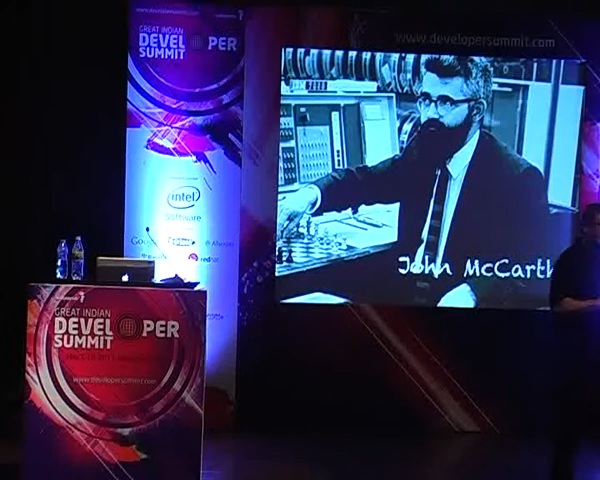 GREAT INDIAN
DEVEL PER
SUMMIT
www.developersummit.com
intel
Software
Google
redhat
John McCarth
GREAT INDIAN
DEVEL PER
SUMMIT
www.developersummit.com